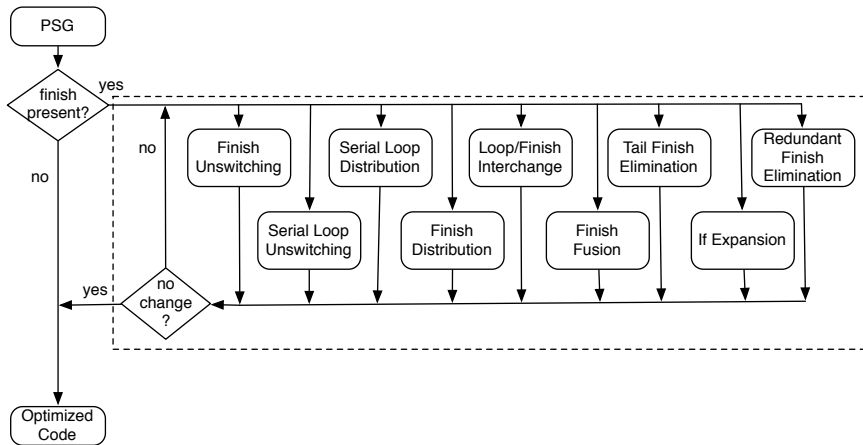 PSG
finish
present?
yes
no
no
Finish
Unswitching
Serial Loop
Distribution
Loop/Finish
Interchange
Tail Finish
Elimination
Redundant
Finish
Elimination
Serial Loop
Unswitching
Finish
Distribution
Finish
Fusion
If Expansion
yes
no
change
?
Optimized
Code